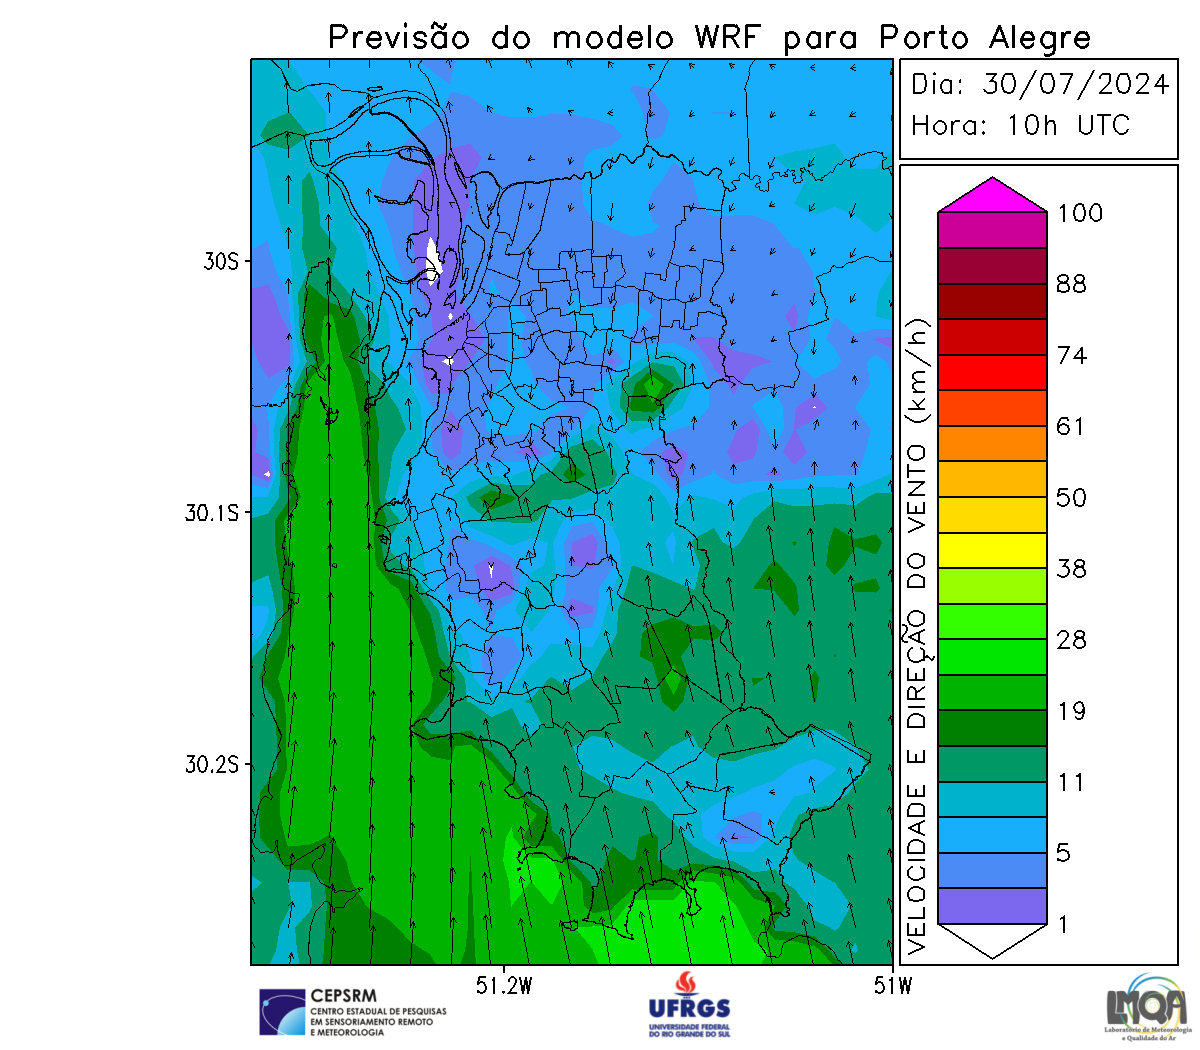 Previsão do modelo WRF para Porto Alegre
Dia: 30/07/2024
Hora: 10h UTC
30S
30.1S
30.2S
51.2W
51W
VELOCIDADE E DIREÇÃO DO VENTO (km/h)
100
88
74
61
50
38
28
19
11
5
1
CEPSRM
CENTRO ESTADUAL DE PESQUISAS
EM SENSORIAMENTO REMOTO
E METEOROLOGIA
UFRGS
UNIVERSIDADE FEDERAL
DO RIO GRANDE DO SUL
LMQA
Laboratório de Meteorologia
e Qualidade do Ar